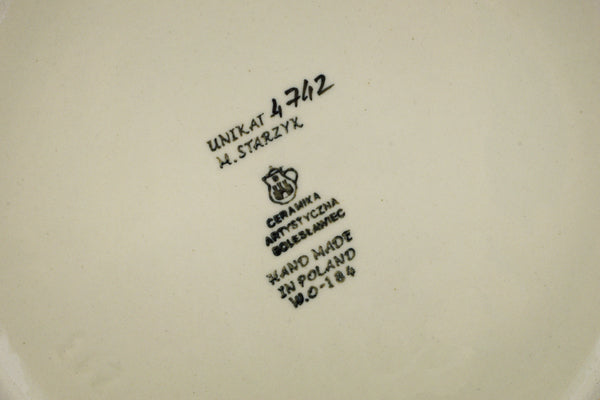 UNIKAT 4742
M. STARZYK
CERAMIKA
ARTYSTYCZNA
BOLESŁAWIEC
HAND MADE
IN POLAND
W.O-184